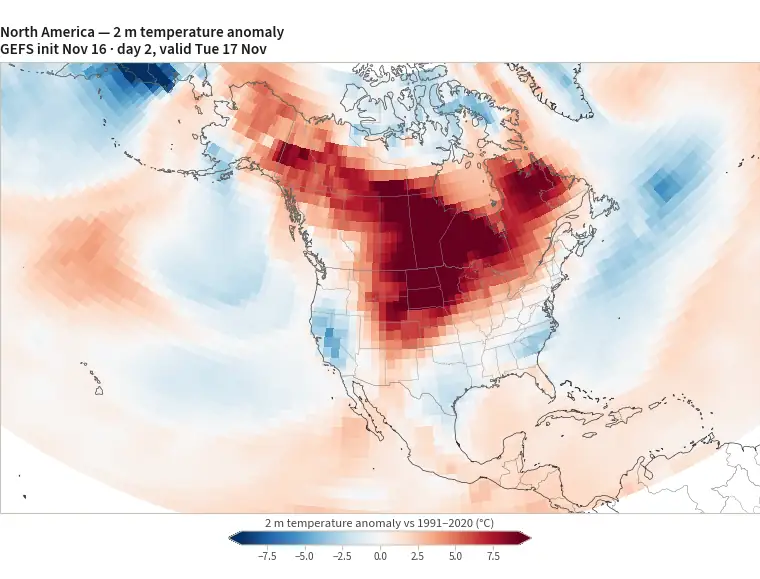 North America — 2 m temperature anomaly
GEFS init Nov 16 · day 2, valid Tue 17 Nov
2 m temperature anomaly vs 1991–2020 (°C)
−7.5 −5.0 −2.5 0.0 2.5 5.0 7.5